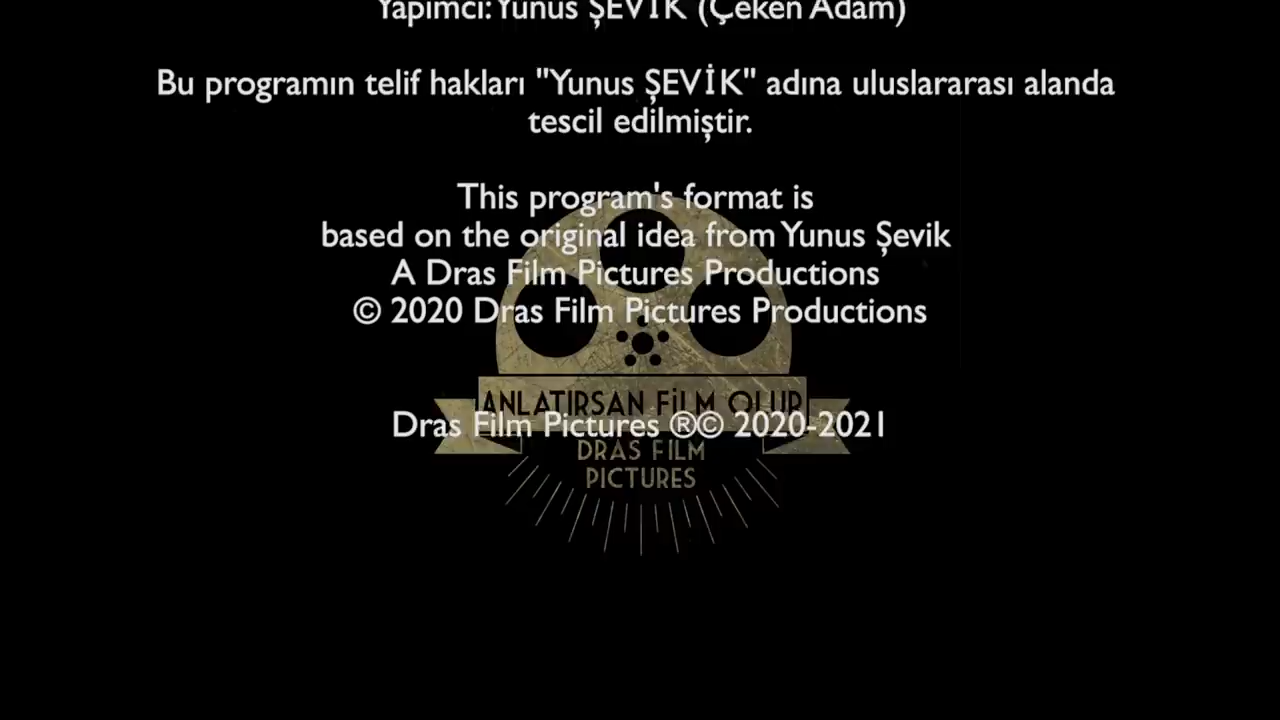 Yapımcı: Yunus ŞEVİK (Çeken Adam)
Bu programın telif hakları "Yunus ŞEVİK" adına uluslararası alanda
tescil edilmiştir.
This program's format is
based on the original idea from Yunus Şevik
A Dras Film Pictures Productions
© 2020 Dras Film Pictures Productions
ANLATIRSAN FİLM OLUR
Dras Film Pictures ®© 2020-2021
DRAS FILM
PICTURES